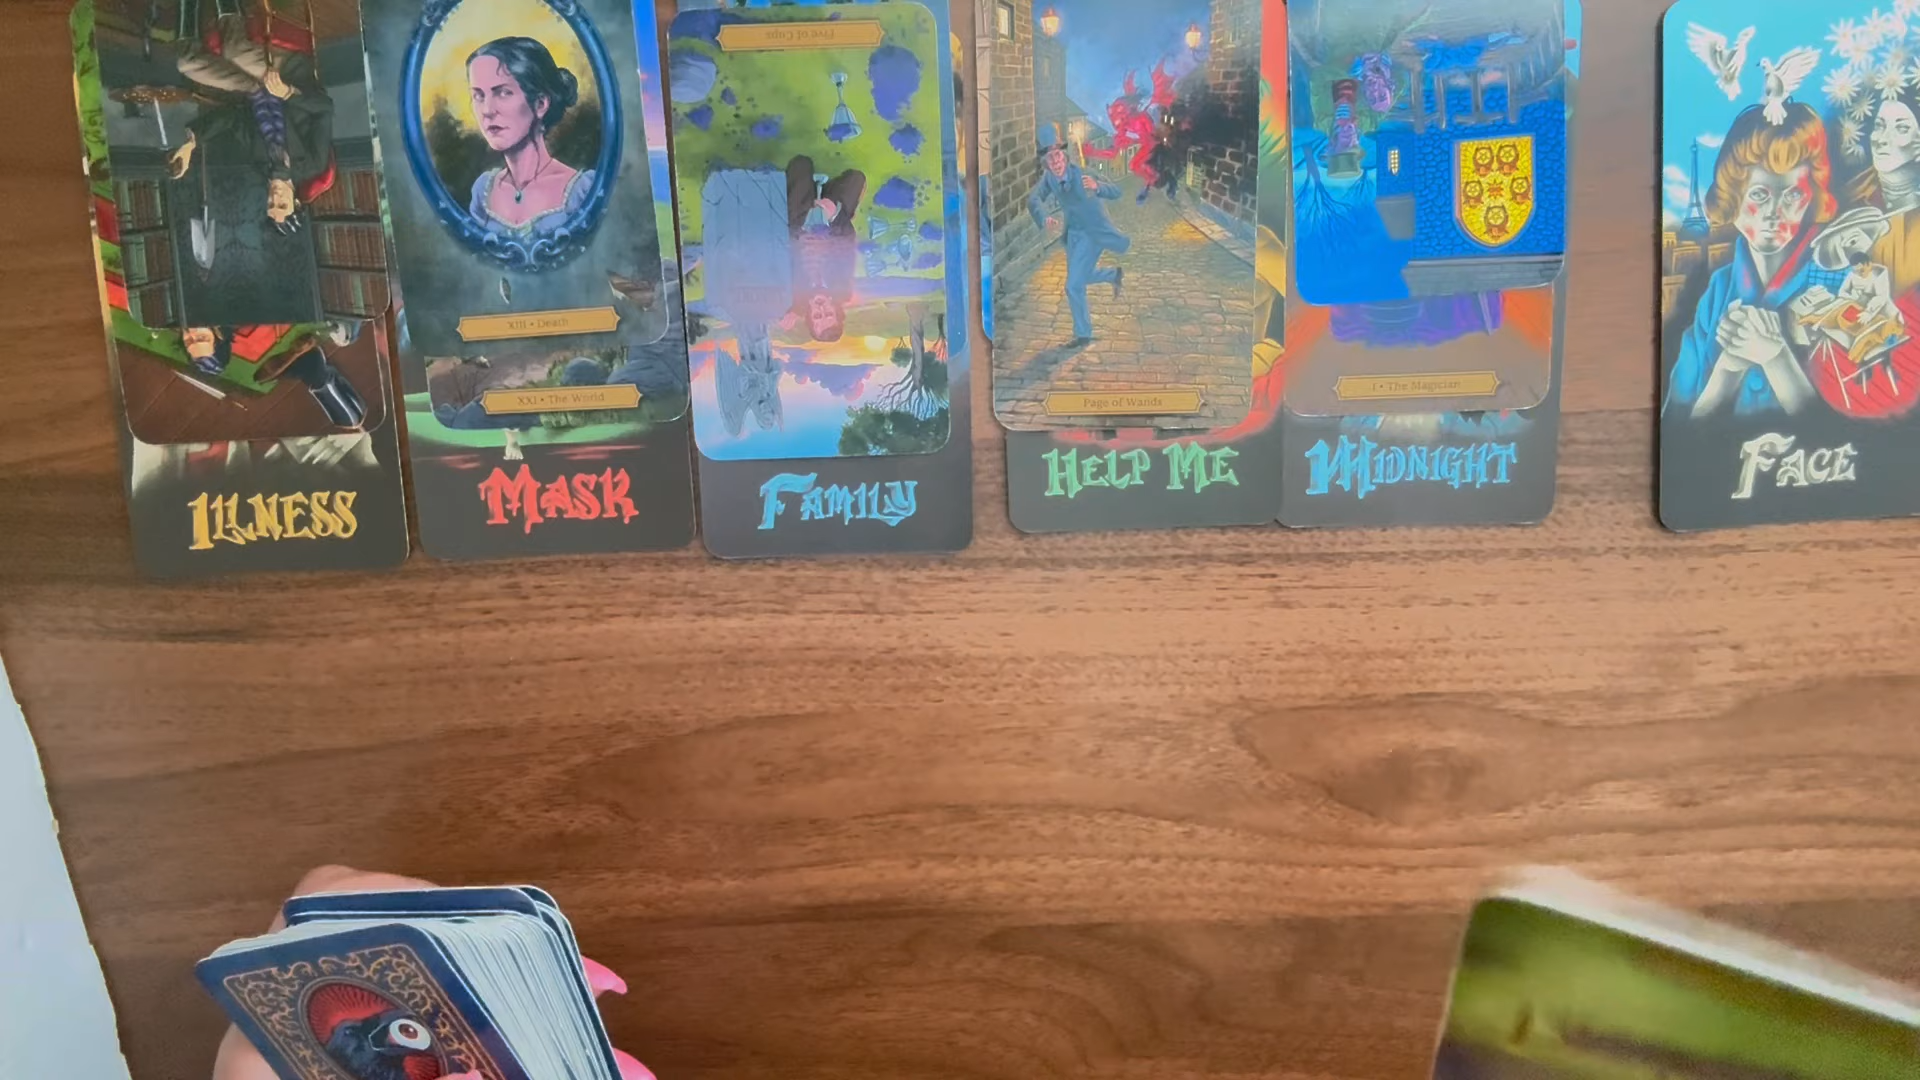 Five of Cups
XIII • Death
XXI • The World
Page of Wands
I • The Magician
ILLNESS
MASK
FAMILY
HELP ME
MIDNIGHT
FACE